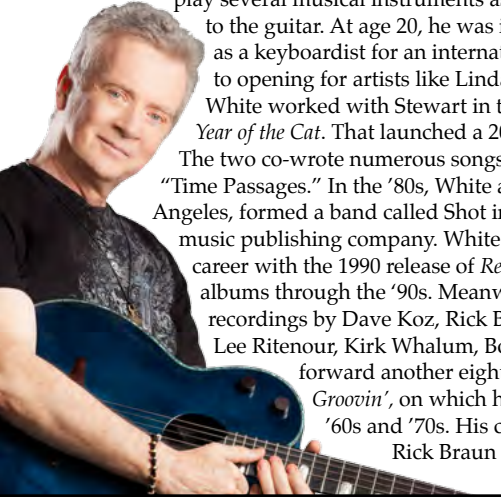 play several musical instruments a
to the guitar. At age 20, he was i
as a keyboardist for an internat
to opening for artists like Linda
White worked with Stewart in t
Year of the Cat. That launched a 20
The two co-wrote numerous songs
“Time Passages.” In the ’80s, White a
Angeles, formed a band called Shot in
music publishing company. White
career with the 1990 release of Re
albums through the ‘90s. Meanw
recordings by Dave Koz, Rick B
Lee Ritenour, Kirk Whalum, Bo
forward another eigh
Groovin’, on which h
’60s and ’70s. His c
Rick Braun